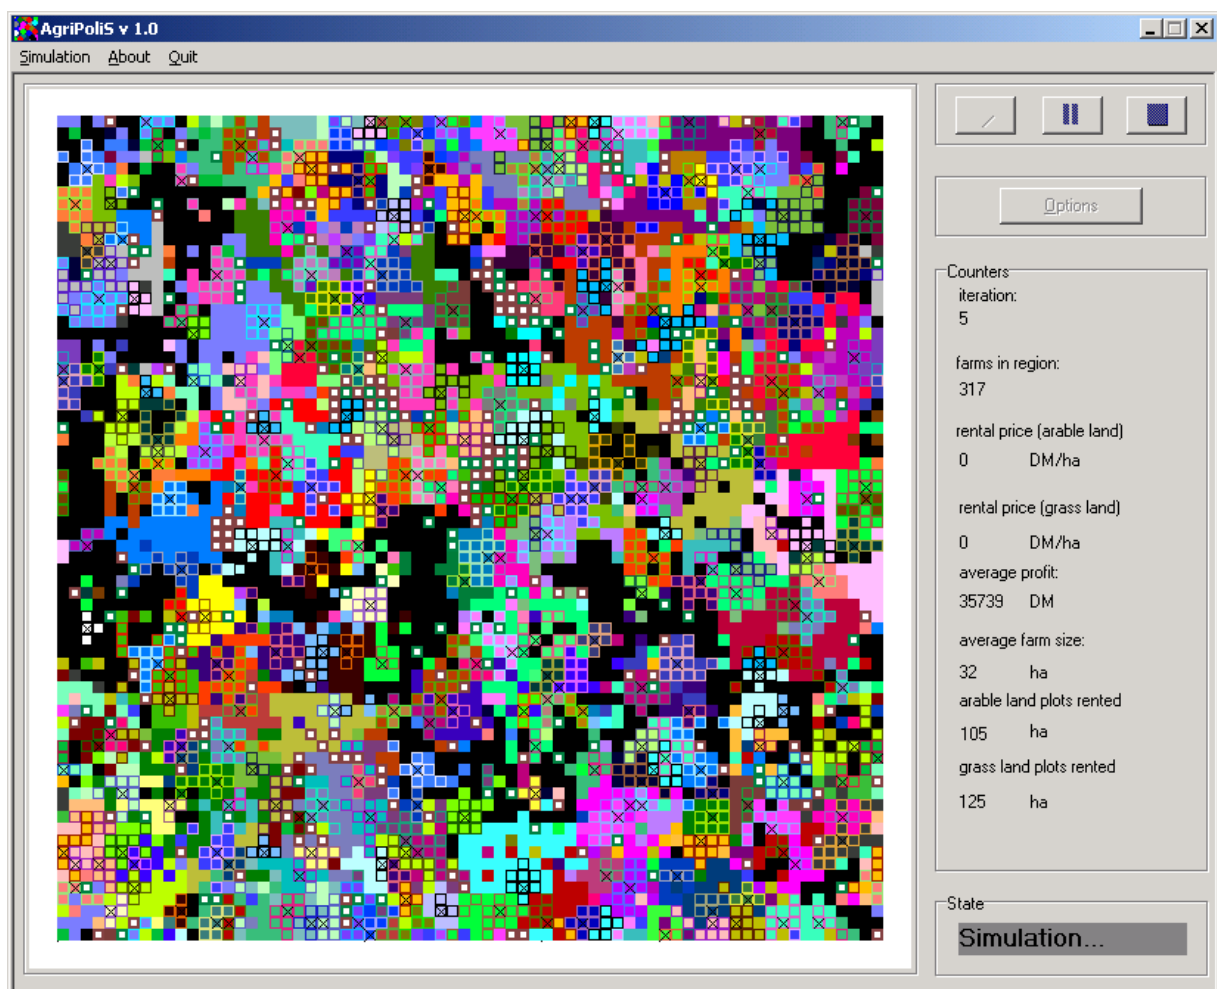 AgriPoliS v 1.0
Simulation About Quit
Options
Counters
iteration:
5
farms in region:
317
rental price (arable land)
0 DM/ha
rental price (grass land)
0 DM/ha
average profit:
35739 DM
average farm size:
32 ha
arable land plots rented
105 ha
grass land plots rented
125 ha
State
Simulation...